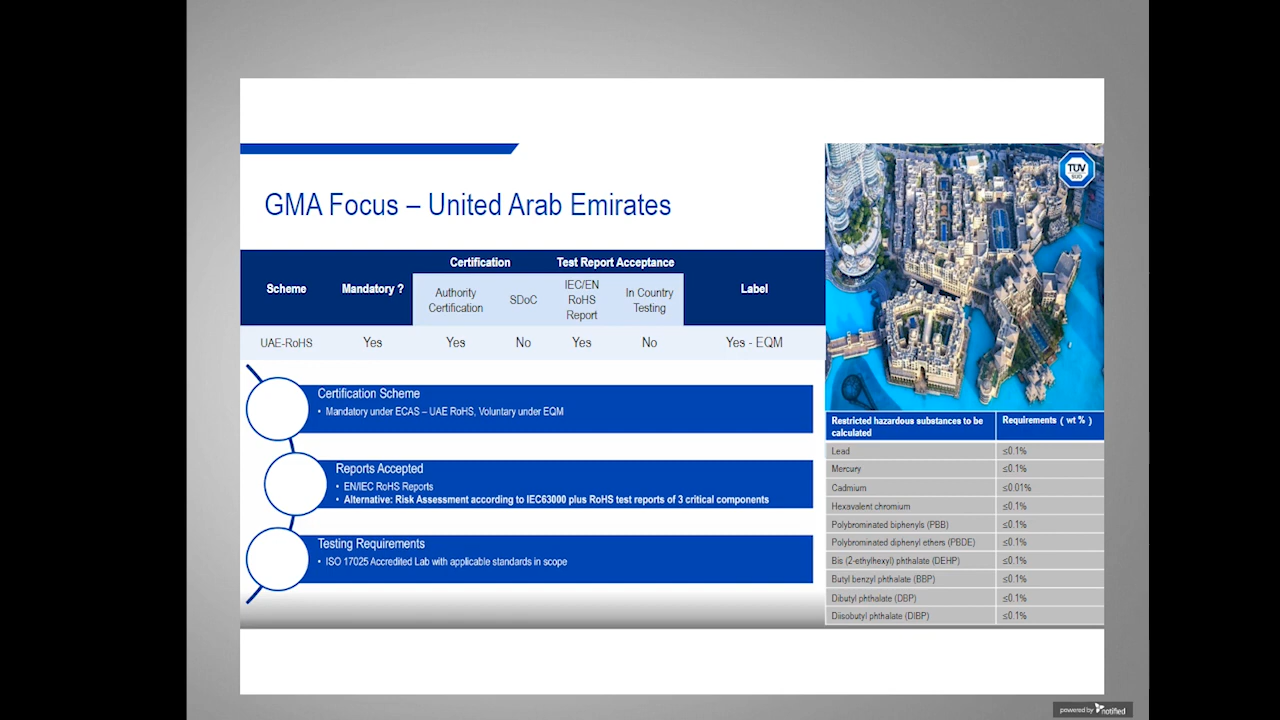 TÜV
SÜD
GMA Focus – United Arab Emirates
Scheme
Mandatory ?
Certification
Test Report Acceptance
Label
Authority
Certification
SDoC
IEC/EN
RoHS
Report
In Country
Testing
UAE-RoHS Yes Yes No Yes No Yes - EQM
Certification Scheme
• Mandatory under ECAS – UAE RoHS, Voluntary under EQM
Reports Accepted
• EN/IEC RoHS Reports
• Alternative: Risk Assessment according to IEC63000 plus RoHS test reports of 3 critical components
Testing Requirements
• ISO 17025 Accredited Lab with applicable standards in scope
Restricted hazardous substances to be
calculated
Requirements ( wt % )
Lead ≤0.1%
Mercury ≤0.1%
Cadmium ≤0.01%
Hexavalent chromium ≤0.1%
Polybrominated biphenyls (PBB) ≤0.1%
Polybrominated diphenyl ethers (PBDE) ≤0.1%
Bis (2-ethylhexyl) phthalate (DEHP) ≤0.1%
Butyl benzyl phthalate (BBP) ≤0.1%
Dibutyl phthalate (DBP) ≤0.1%
Diisobutyl phthalate (DIBP) ≤0.1%
powered by notified